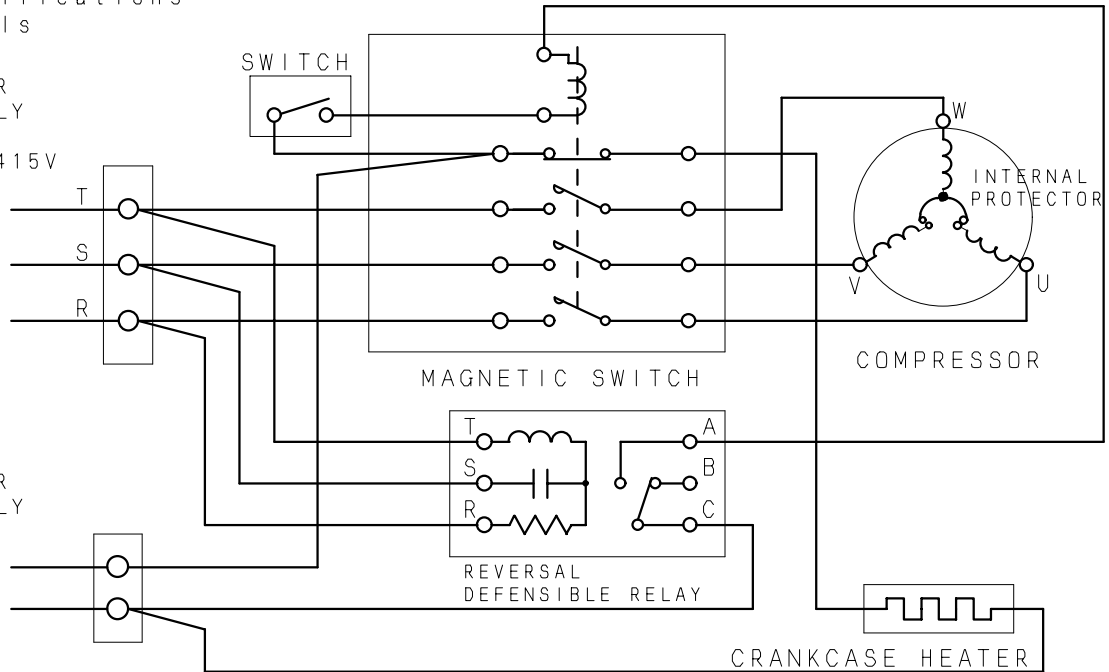 SWITCH
415V
T
S
R
MAGNETIC SWITCH
W
INTERNAL
PROTECTOR
V
U
COMPRESSOR
T
S
R
A
B
C
REVERSAL
DEFENSIBLE RELAY
CRANKCASE HEATER